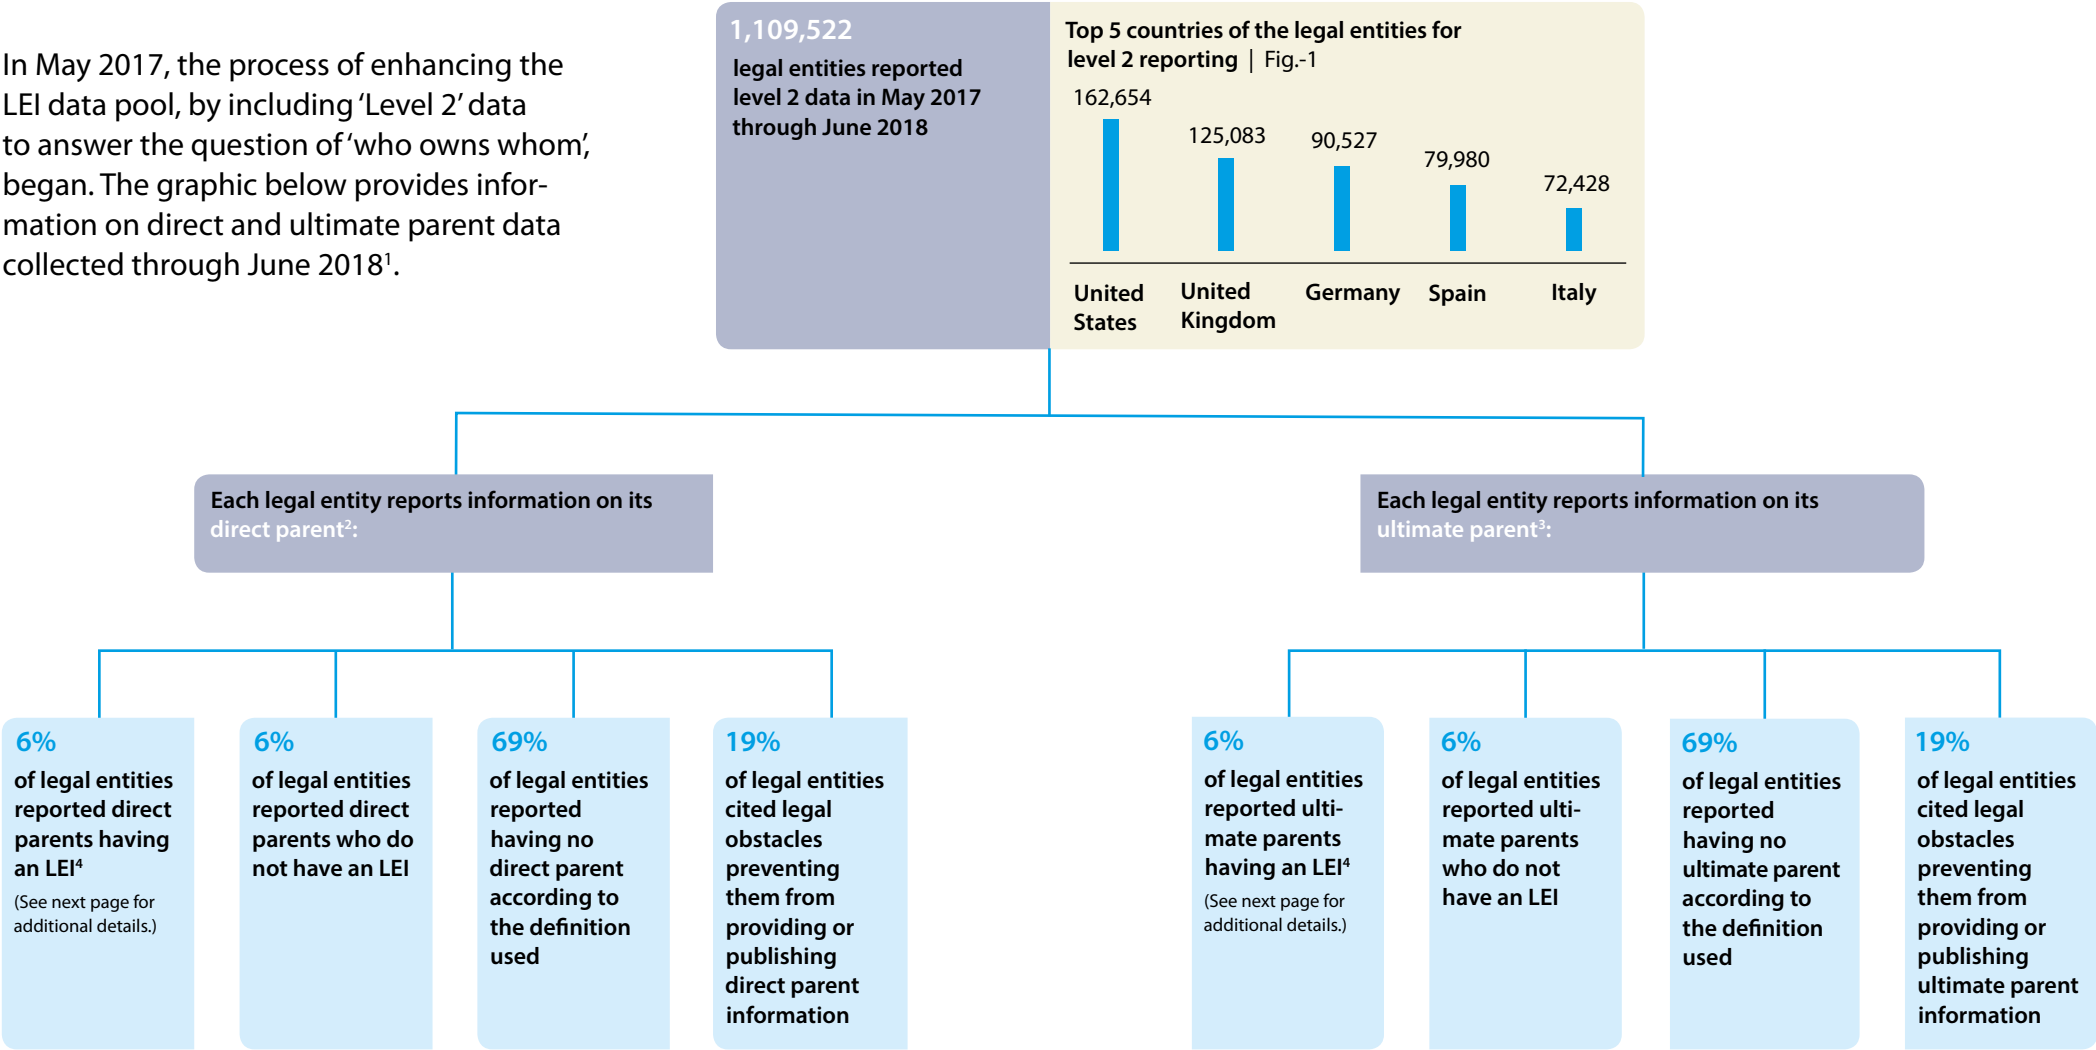 In May 2017, the process of enhancing the
LEI data pool, by including ‘Level 2’ data
to answer the question of ‘who owns whom’,
began. The graphic below provides infor-
mation on direct and ultimate parent data
collected through June 2018¹.
1,109,522
legal entities reported
level 2 data in May 2017
through June 2018
Top 5 countries of the legal entities for
level 2 reporting | Fig.-1
162,654
125,083
90,527
79,980
72,428
United
States
United
Kingdom
Germany
Spain
Italy
Each legal entity reports information on its
direct parent²:
Each legal entity reports information on its
ultimate parent³:
6%
of legal entities
reported direct
parents having
an LEI⁴
(See next page for
additional details.)
6%
of legal entities
reported direct
parents who do
not have an LEI
69%
of legal entities
reported
having no
direct parent
according to
the definition
used
19%
of legal entities
cited legal
obstacles
preventing
them from
providing or
publishing
direct parent
information
6%
of legal entities
reported ulti-
mate parents
having an LEI⁴
(See next page for
additional details.)
6%
of legal entities
reported ulti-
mate parents
who do not
have an LEI
69%
of legal entities
reported
having no
ultimate parent
according to
the definition
used
19%
of legal entities
cited legal
obstacles
preventing
them from
providing or
publishing
ultimate parent
information